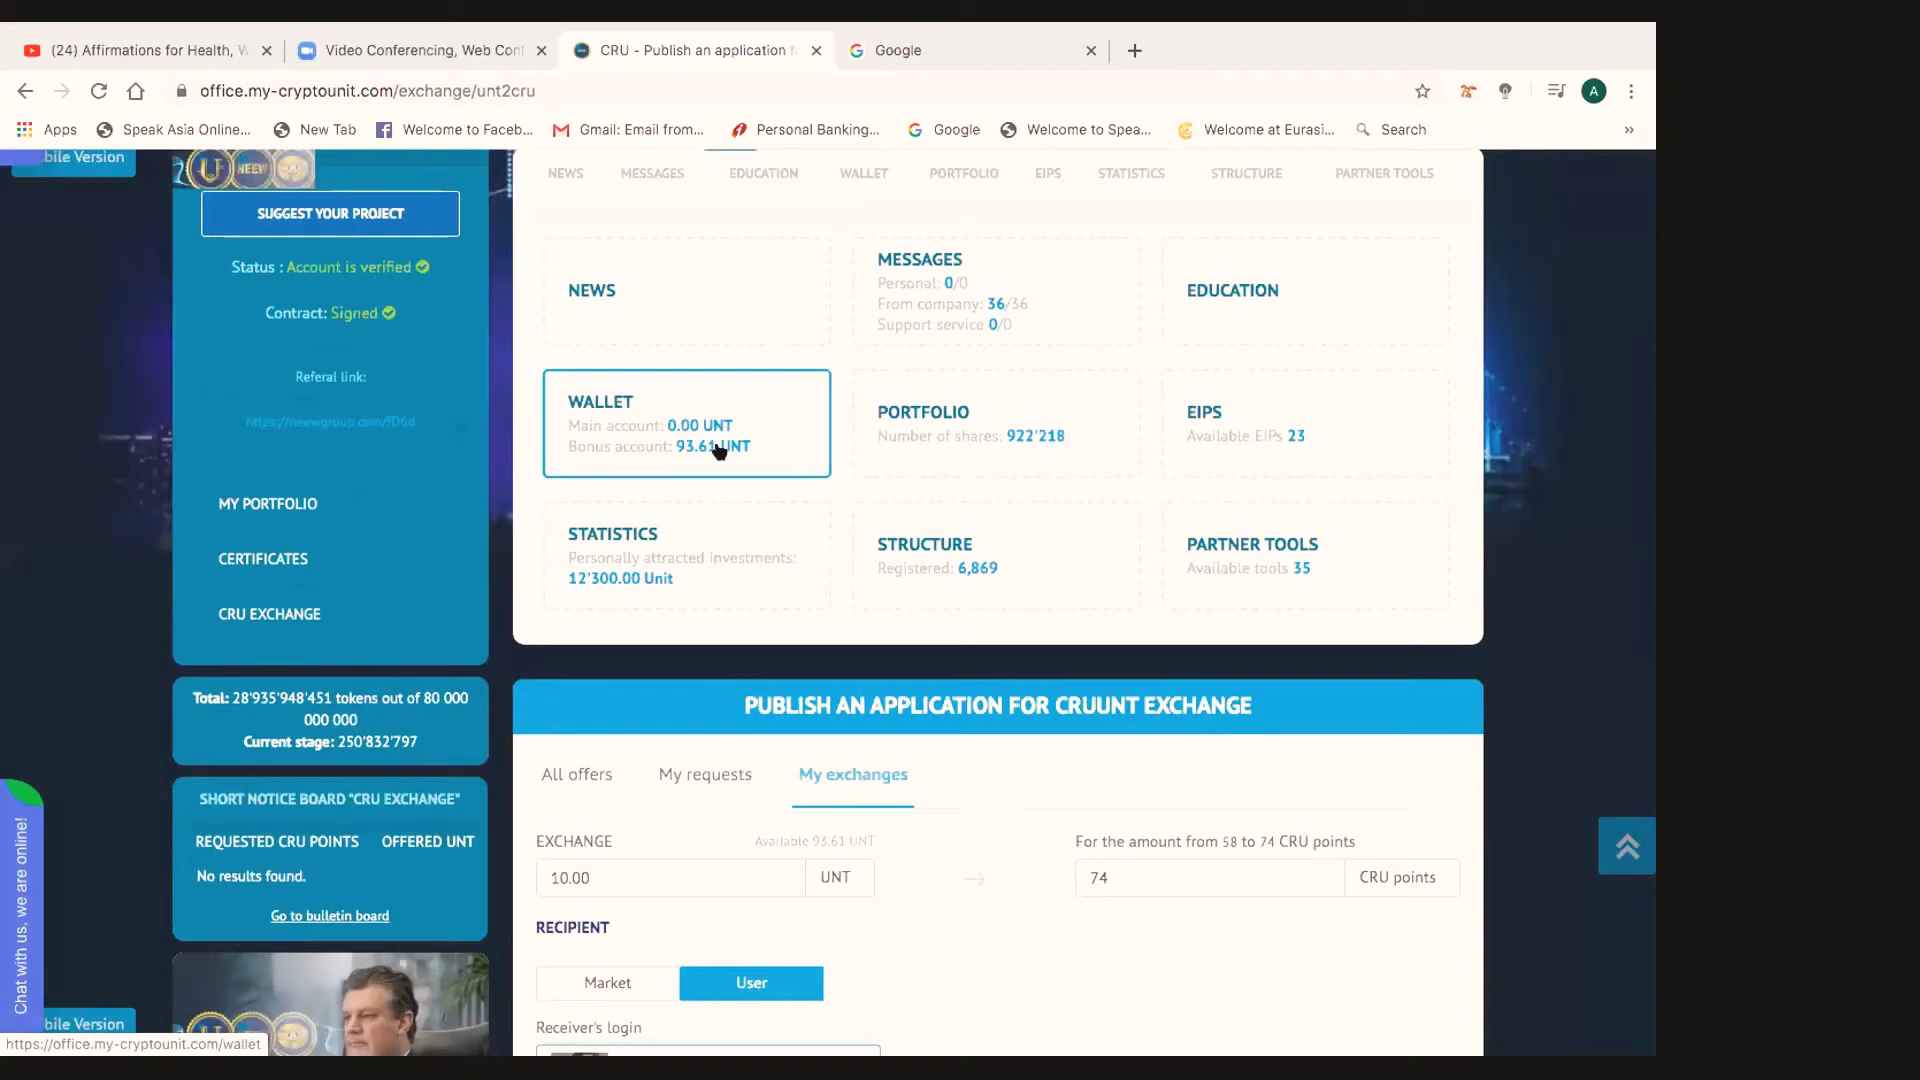 (24) Affirmations for Health, W
Video Conferencing, Web Conf
CRU - Publish an application f
Google
office.my-cryptounit.com/exchange/unt2cru
A
Apps
Speak Asia Online...
New Tab
Welcome to Faceb...
Gmail: Email from...
Personal Banking...
Google
Welcome to Spea...
Welcome at Eurasi...
Search
»
bile Version
NEEW
SUGGEST YOUR PROJECT
Status : Account is verified
Contract: Signed
Referal link:
https://neewgroup.com/fD6d
MY PORTFOLIO
CERTIFICATES
CRU EXCHANGE
Total: 28'935'948'451 tokens out of 80 000
000 000
Current stage: 250'832'797
SHORT NOTICE BOARD "CRU EXCHANGE"
REQUESTED CRU POINTS OFFERED UNT
No results found.
Go to bulletin board
Chat with us, we are online!
bile Version
https://office.my-cryptounit.com/wallet
NEWS MESSAGES EDUCATION WALLET PORTFOLIO EIPS STATISTICS STRUCTURE PARTNER TOOLS
NEWS
MESSAGES
Personal: 0/0
From company: 36/36
Support service 0/0
EDUCATION
WALLET
Main account: 0.00 UNT
Bonus account: 93.61 UNT
PORTFOLIO
Number of shares: 922'218
EIPS
Available EIPs 23
STATISTICS
Personally attracted investments:
12'300.00 Unit
STRUCTURE
Registered: 6,869
PARTNER TOOLS
Available tools 35
PUBLISH AN APPLICATION FOR CRUUNT EXCHANGE
All offers My requests My exchanges
EXCHANGE Available 93.61 UNT
10.00 UNT
For the amount from 58 to 74 CRU points
74 CRU points
RECIPIENT
Market User
Receiver's login